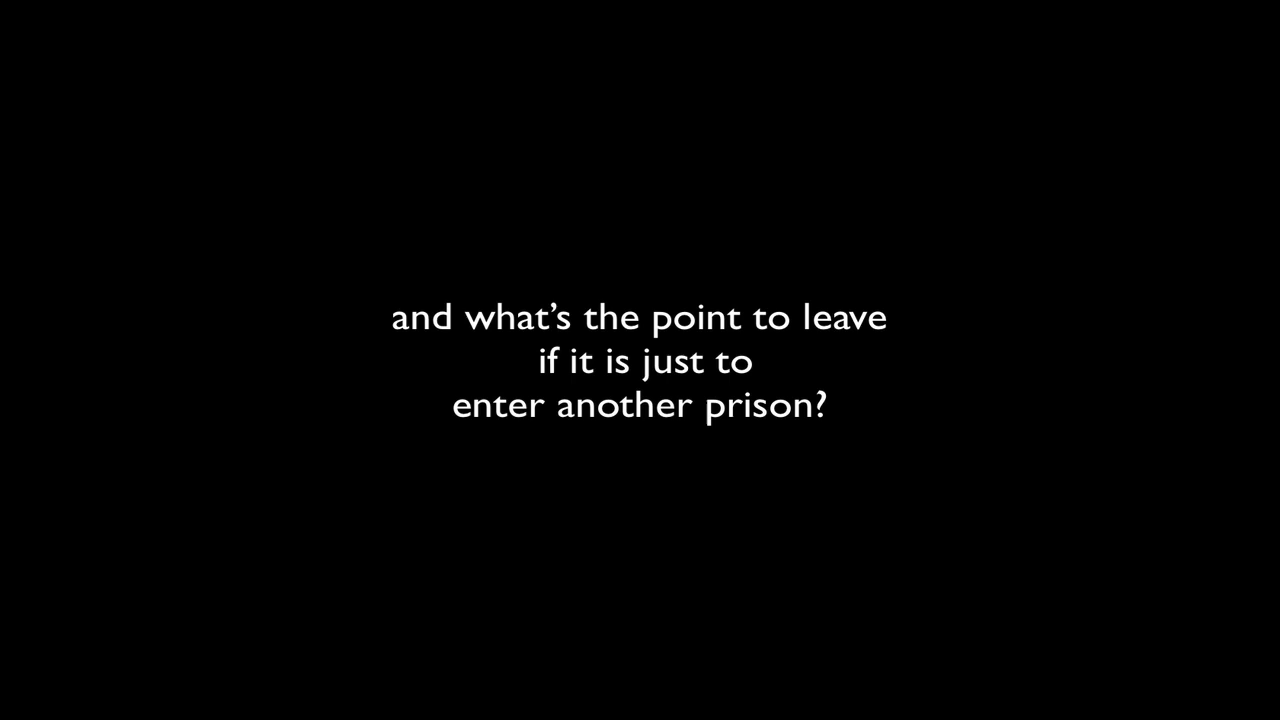 and what’s the point to leave
if it is just to
enter another prison?